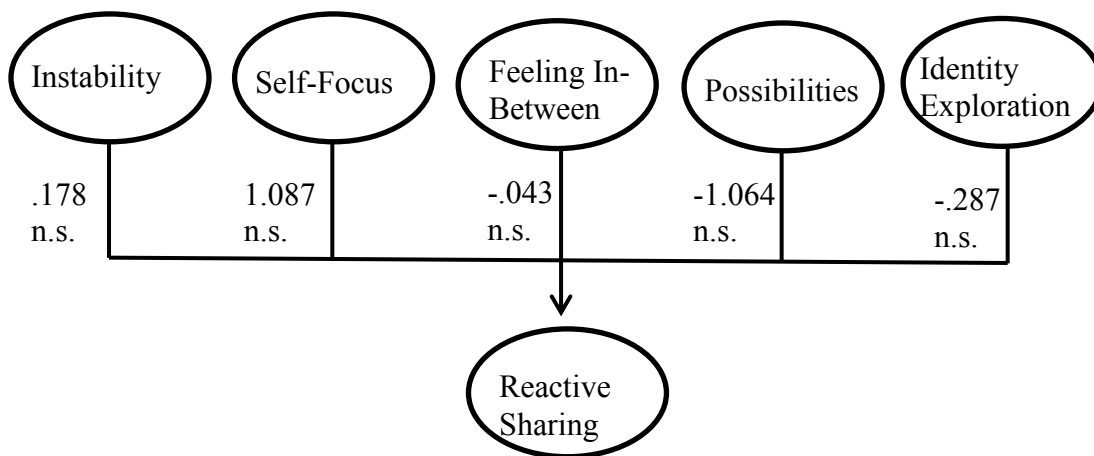 Instability
Self-Focus
Feeling In-
Between
Possibilities
Identity
Exploration
.178
n.s.
1.087
n.s.
-.043
n.s.
-1.064
n.s.
-.287
n.s.
Reactive
Sharing